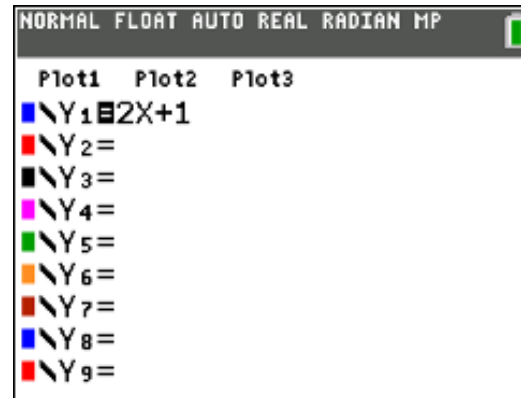 NORMAL FLOAT AUTO REAL RADIAN MP
Plot1 Plot2 Plot3
\Y1=2X+1
\Y2=
\Y3=
\Y4=
\Y5=
\Y6=
\Y7=
\Y8=
\Y9=